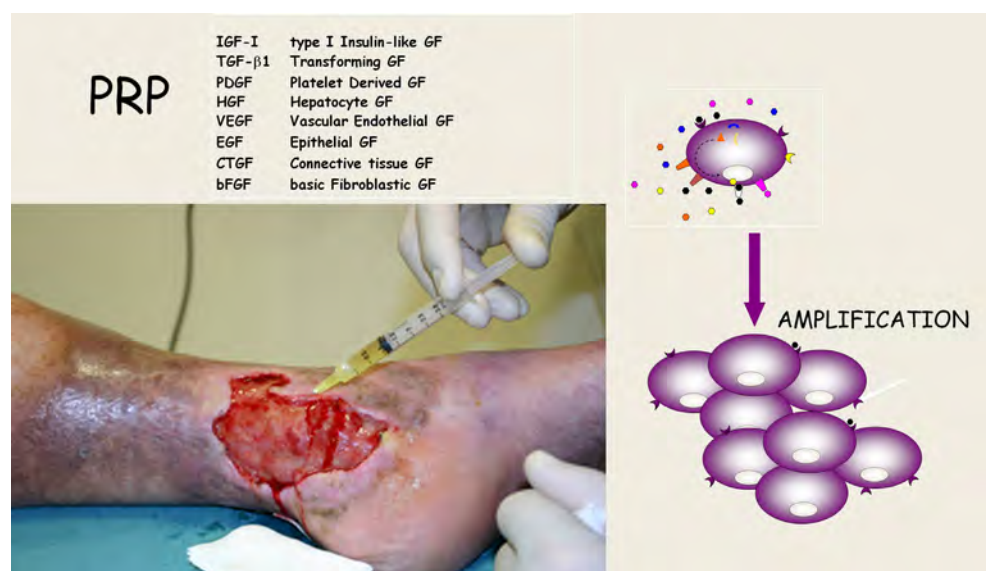 PRP
IGF-I type I Insulin-like GF
TGF-β1 Transforming GF
PDGF Platelet Derived GF
HGF Hepatocyte GF
VEGF Vascular Endothelial GF
EGF Epithelial GF
CTGF Connective tissue GF
bFGF basic Fibroblastic GF
AMPLIFICATION